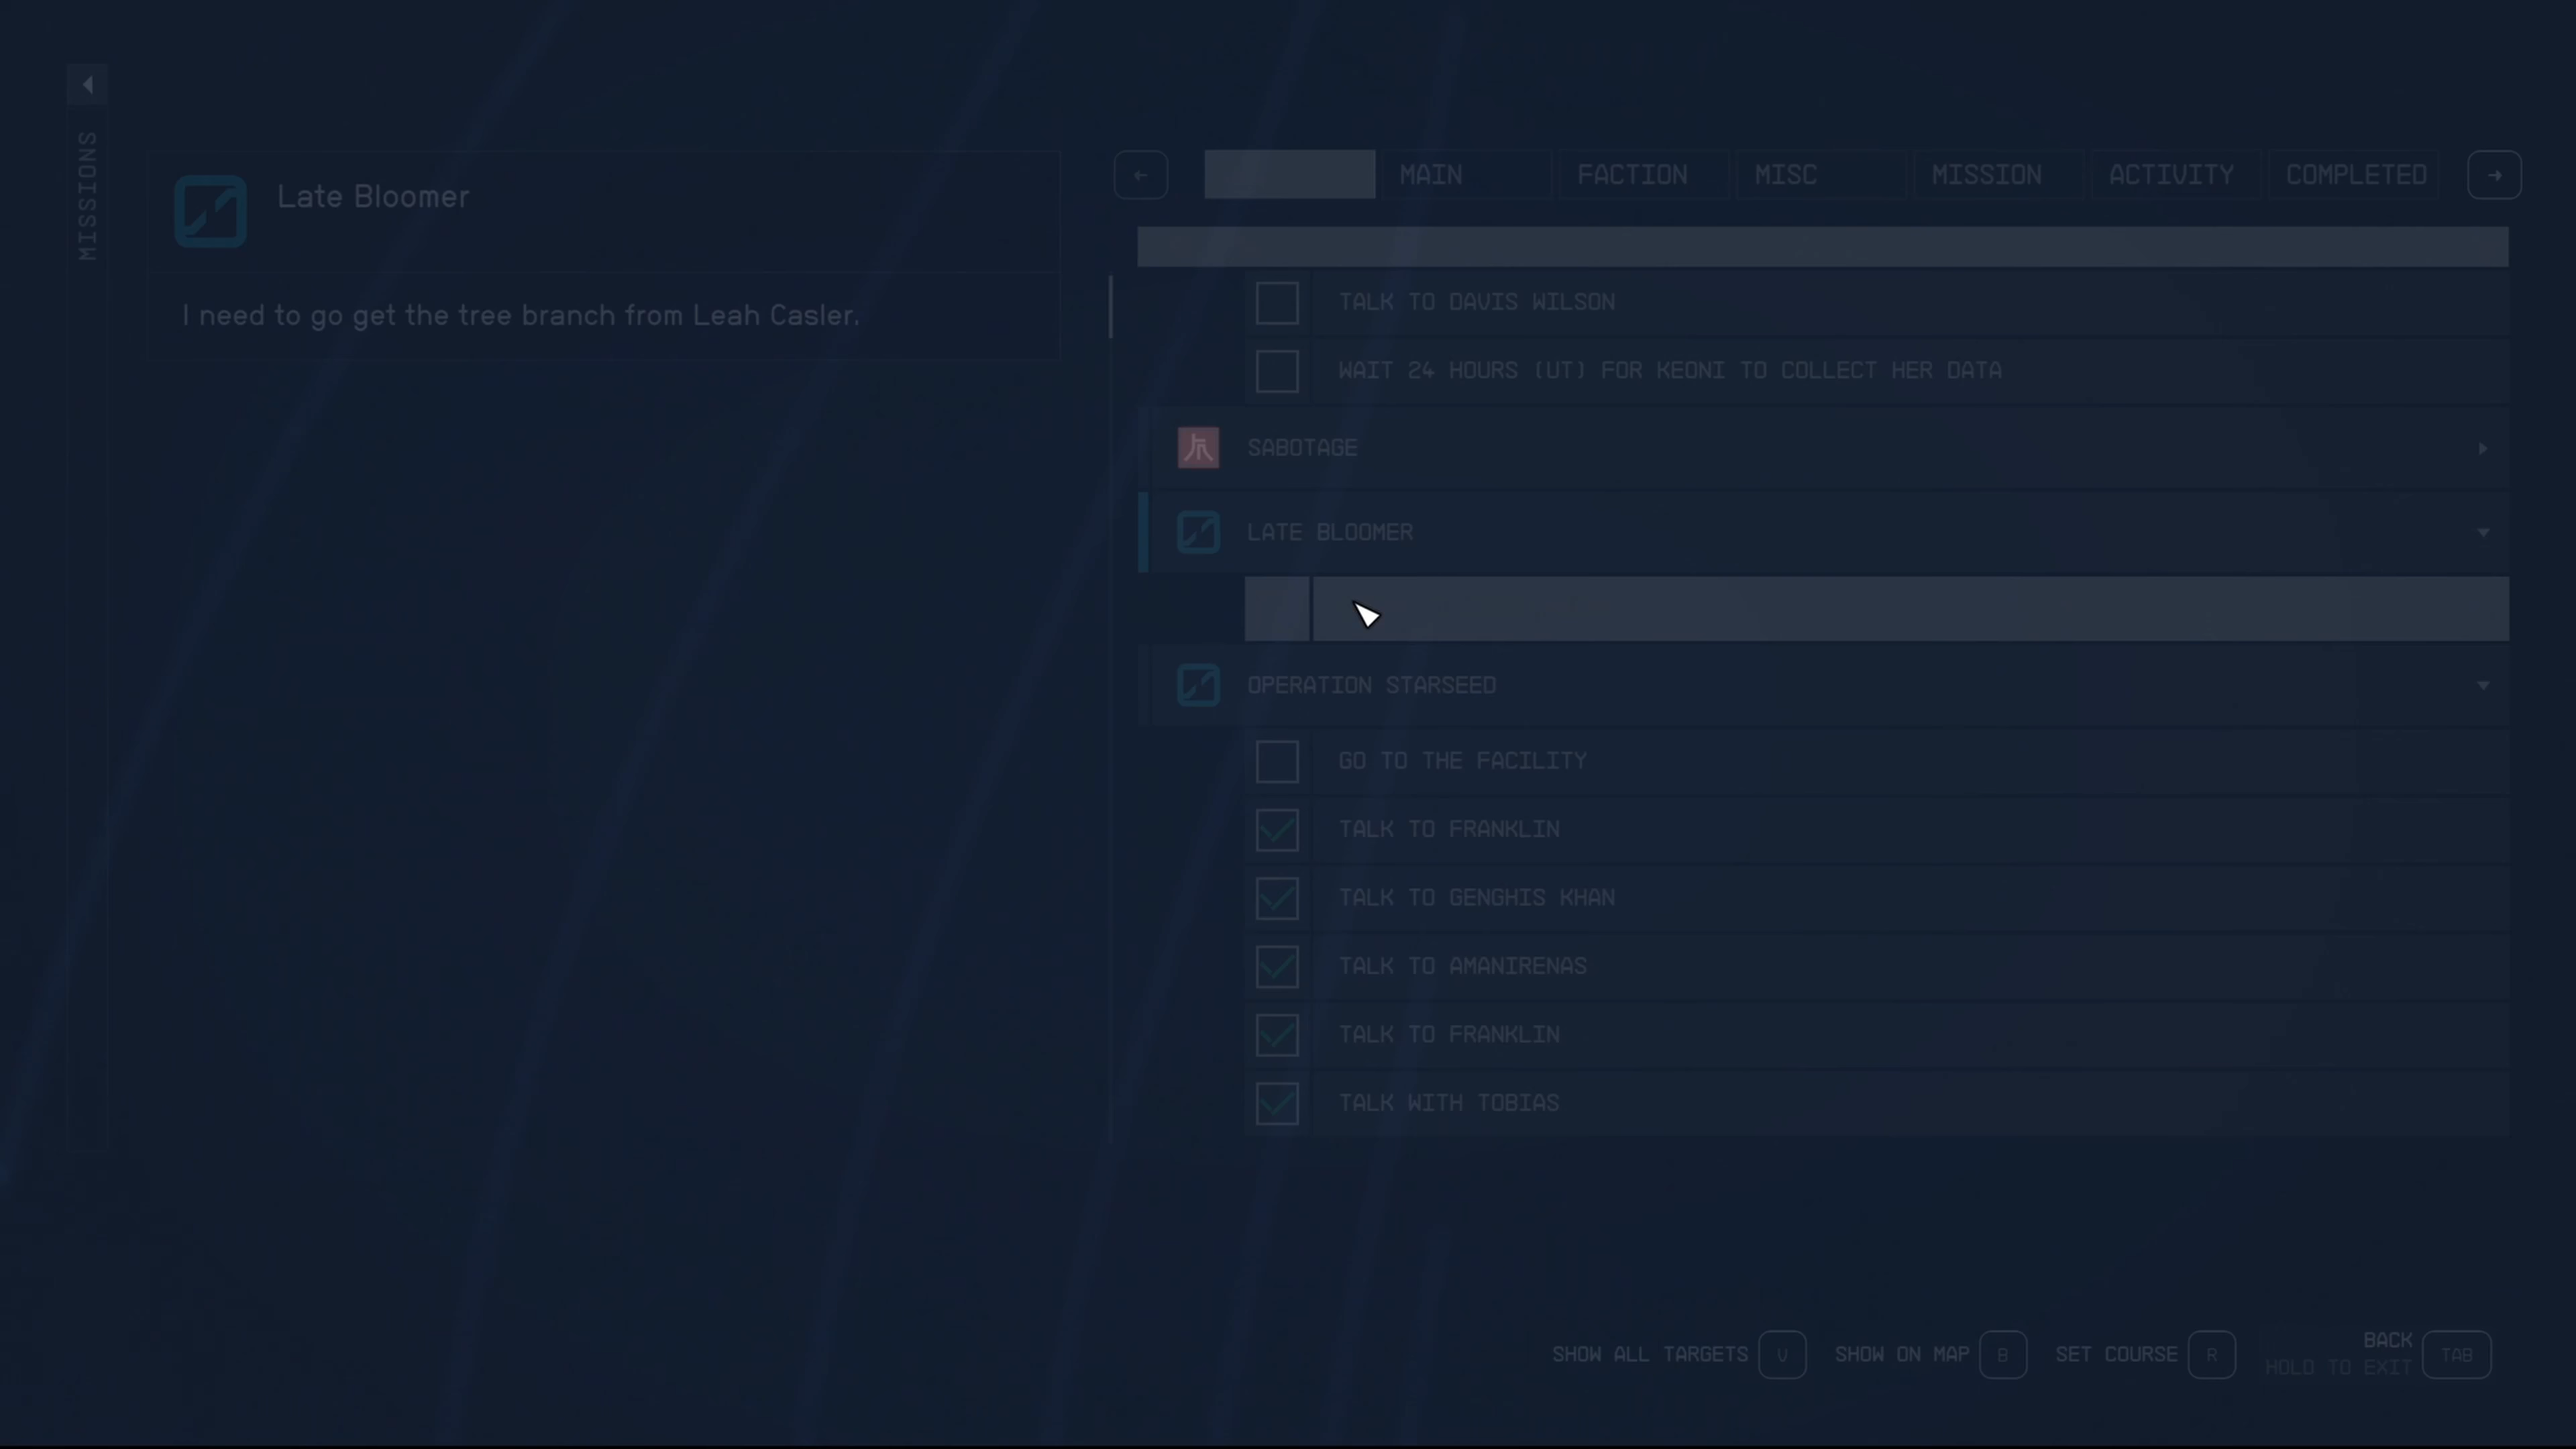 MISSIONS
Late Bloomer
I need to go get the tree branch from Leah Casler.
MAIN
FACTION
MISC
MISSION
ACTIVITY
COMPLETED
TALK TO DAVIS WILSON
WAIT 24 HOURS (UT) FOR KEONI TO COLLECT HER DATA
SABOTAGE
LATE BLOOMER
OPERATION STARSEED
GO TO THE FACILITY
TALK TO FRANKLIN
TALK TO GENGHIS KHAN
TALK TO AMANIRENAS
TALK TO FRANKLIN
TALK WITH TOBIAS
SHOW ALL TARGETS V
SHOW ON MAP B
SET COURSE R
BACK
HOLD TO EXIT
TAB